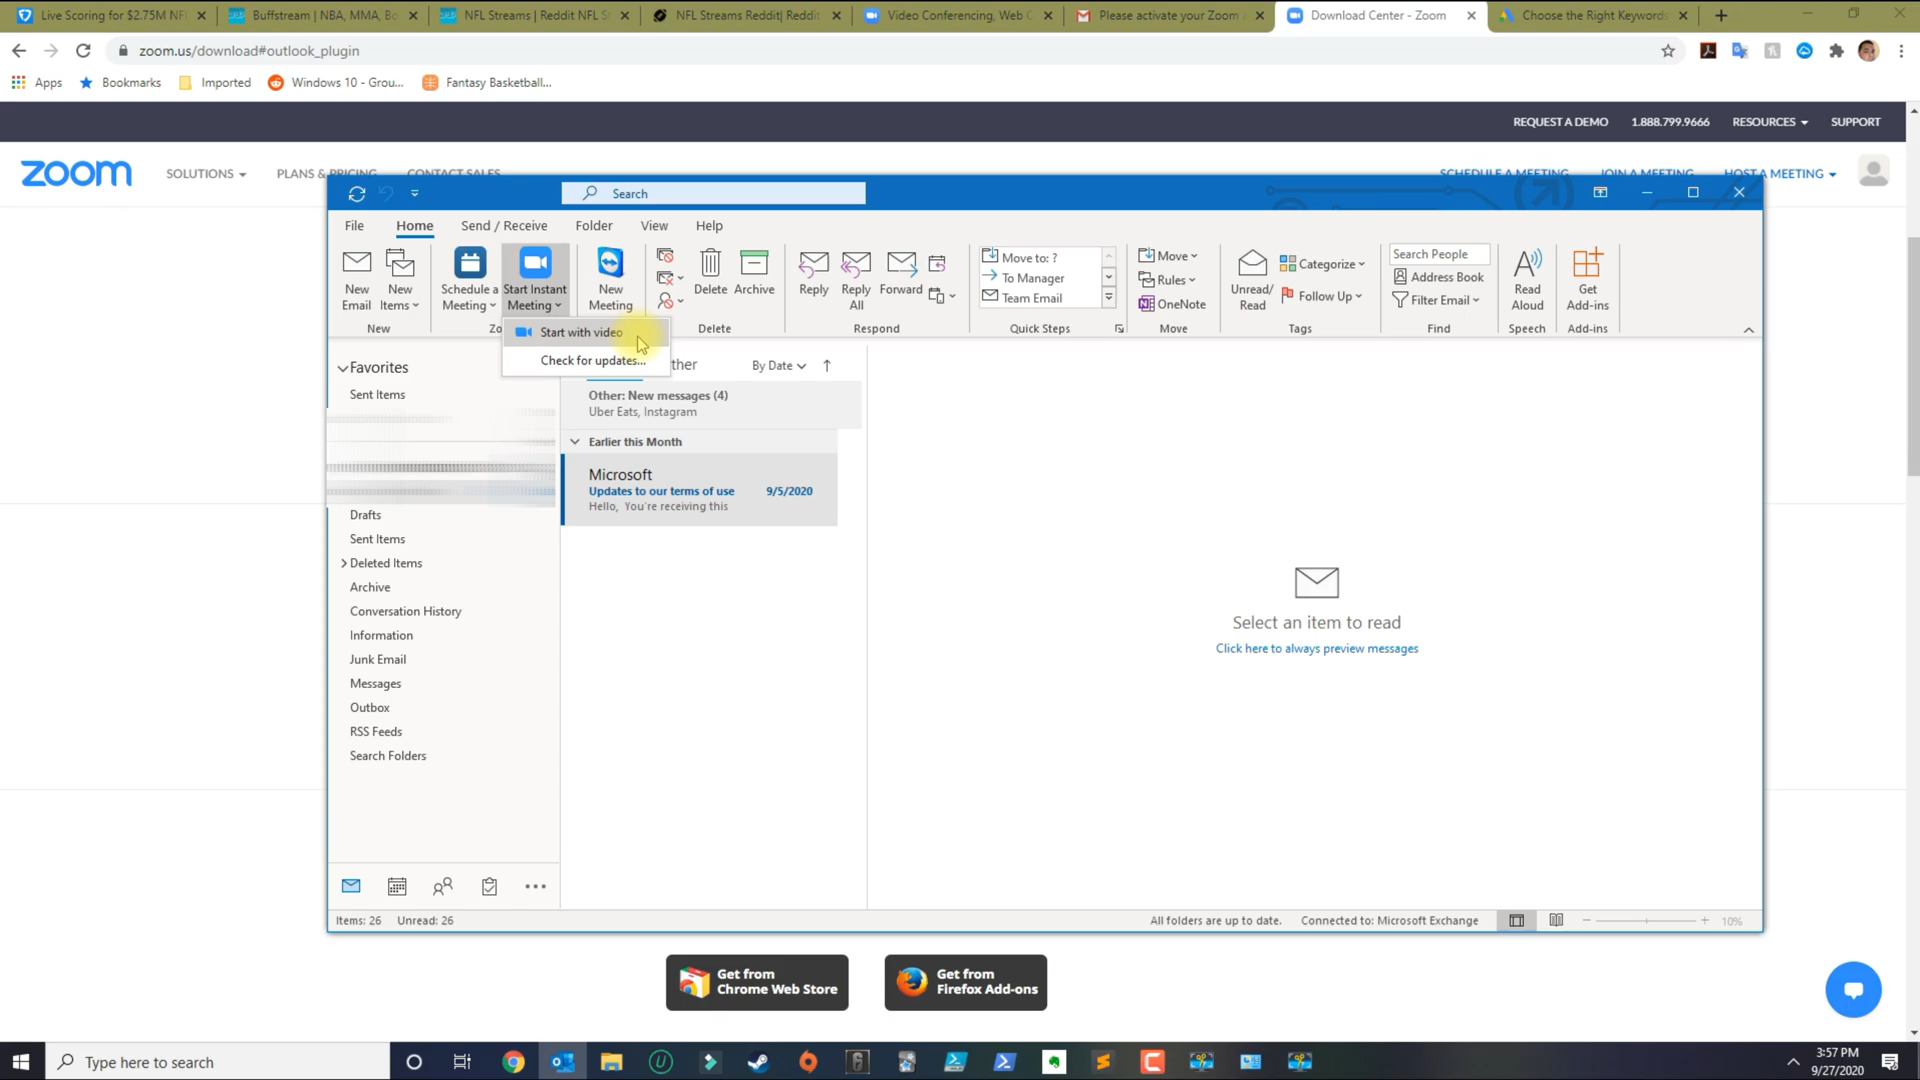 Live Scoring for $2.75M NF
Buffstream | NBA, MMA, Bo
NFL Streams | Reddit NFL S
NFL Streams Reddit| Reddit
Video Conferencing, Web C
Please activate your Zoom
Download Center - Zoom
Choose the Right Keywords
zoom.us/download#outlook_plugin
Apps
Bookmarks
Imported
Windows 10 - Grou...
Fantasy Basketball...
REQUEST A DEMO
1.888.799.9666
RESOURCES
SUPPORT
zoom
SOLUTIONS
PLANS & PRICING
CONTACT SALES
SCHEDULE A MEETING
JOIN A MEETING
HOST A MEETING
Search
File
Home
Send / Receive
Folder
View
Help
New
Email
New
Items
New
Schedule a
Meeting
Start Instant
Meeting
Zo
New
Meeting
Start with video
Check for updates...
Delete
Archive
Delete
Reply
Reply
All
Forward
Respond
Move to: ?
To Manager
Team Email
Quick Steps
Move
Rules
OneNote
Move
Unread/
Read
Categorize
Follow Up
Tags
Search People
Address Book
Filter Email
Find
Read
Aloud
Speech
Get
Add-ins
Add-ins
Favorites
Sent Items
Drafts
Sent Items
Deleted Items
Archive
Conversation History
Information
Junk Email
Messages
Outbox
RSS Feeds
Search Folders
ther
By Date
Other: New messages (4)
Uber Eats, Instagram
Earlier this Month
Microsoft
Updates to our terms of use
9/5/2020
Hello, You're receiving this
Select an item to read
Click here to always preview messages
Items: 26
Unread: 26
All folders are up to date.
Connected to: Microsoft Exchange
10%
Get from
Chrome Web Store
Get from
Firefox Add-ons
Type here to search
3:57 PM
9/27/2020